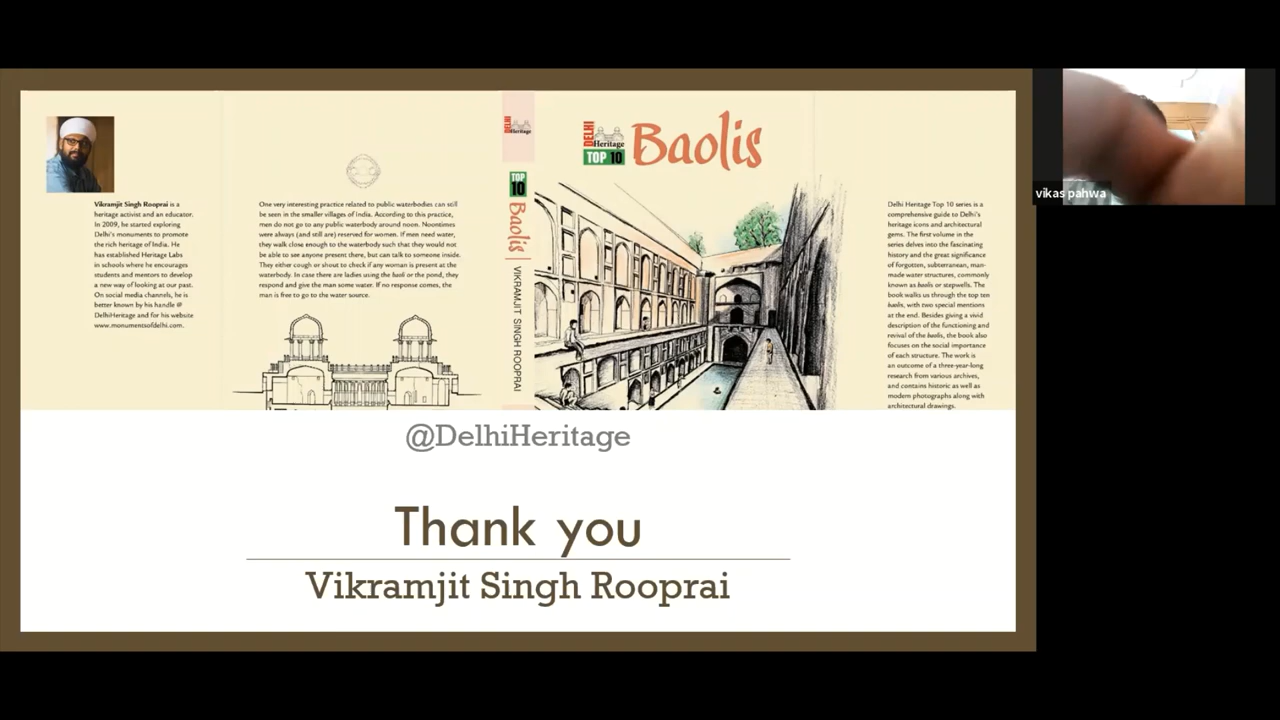 Vikramjit Singh Rooprai is a
heritage activist and an educator.
In 2009, he started exploring
Delhi's monuments to promote
the rich heritage of India. He
has established Heritage Labs
in schools where he encourages
students and mentors to develop
a new way of looking at our past.
On social media channels, he is
better known by his handle @
DelhiHeritage and for his website
www.monumentsofdelhi.com.
One very interesting practice related to public waterbodies can still
be seen in the smaller villages of India. According to this practice,
men do not go to any public waterbody around noon. Noontimes
were always (and still are) reserved for women. If men need water,
they walk close enough to the waterbody such that they would not
be able to see anyone present there, but can talk to someone inside.
They either cough or shout to check if any woman is present at the
waterbody. In case there are ladies using the baoli or the pond, they
respond and give the man some water. If no response comes, the
man is free to go to the water source.
DELHI
Heritage
TOP
10
Baolis
VIKRAMJIT SINGH ROOPRAI
DELHI
Heritage
TOP 10
Baolis
Delhi Heritage Top 10 series is a
comprehensive guide to Delhi's
heritage icons and architectural
gems. The first volume in the
series delves into the fascinating
history and the great significance
of forgotten, subterranean, man-
made water structures, commonly
known as baolis or stepwells. The
book walks us through the top ten
baolis, with two special mentions
at the end. Besides giving a vivid
description of the functioning and
revival of the baolis, the book also
focuses on the social importance
of each structure. The work is
an outcome of a three-year-long
research from various archives,
and contains historic as well as
modern photographs along with
architectural drawings.
@DelhiHeritage
Thank you
Vikramjit Singh Rooprai
vikas pahwa